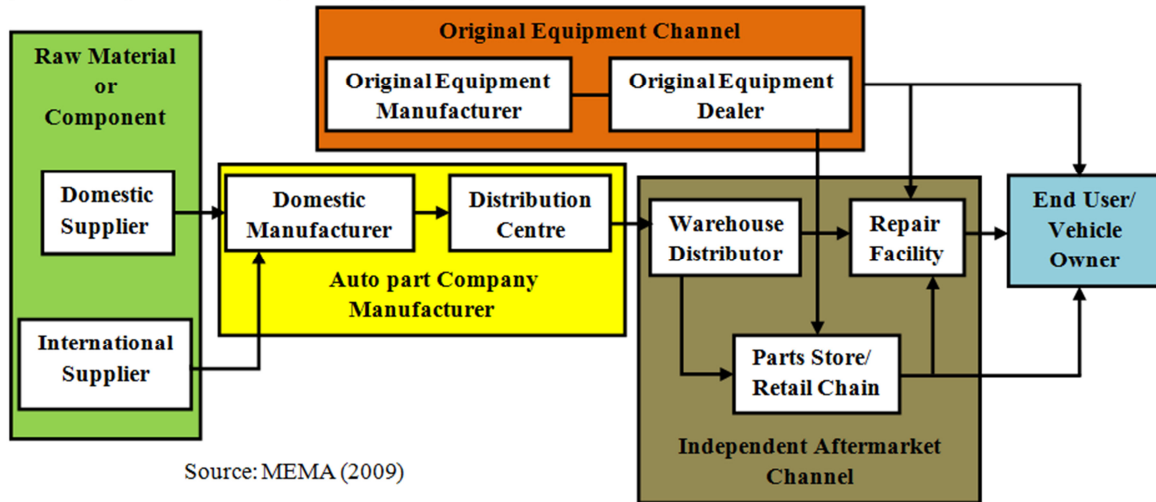 Raw Material
or
Component
Domestic
Supplier
International
Supplier
Original Equipment Channel
Original Equipment
Manufacturer
Original Equipment
Dealer
Domestic
Manufacturer
Distribution
Centre
Auto part Company
Manufacturer
Warehouse
Distributor
Repair
Facility
Parts Store/
Retail Chain
Independent Aftermarket
Channel
End User/
Vehicle
Owner
Source: MEMA (2009)